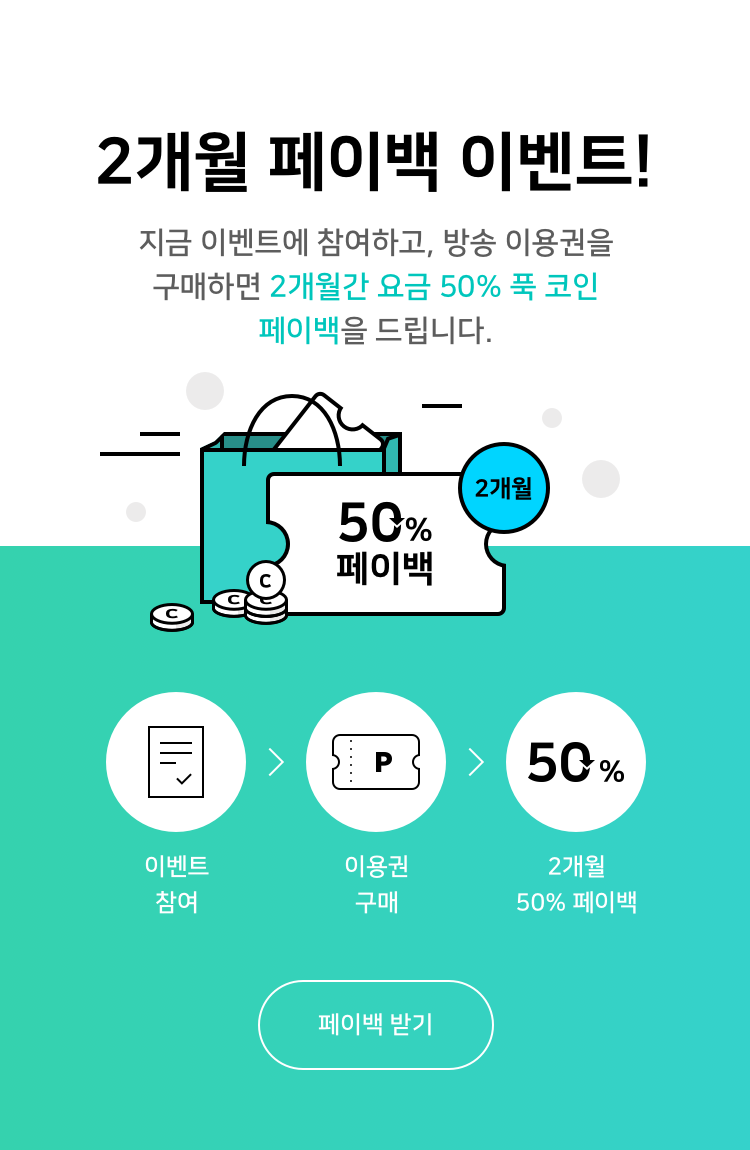 2개월 페이백 이벤트!
지금 이벤트에 참여하고, 방송 이용권을
구매하면 2개월간 요금 50% 푹 코인
페이백을 드립니다.
2개월
50%
페이백
C
C
C
C
P
50%
이벤트
참여
이용권
구매
2개월
50% 페이백
페이백 받기